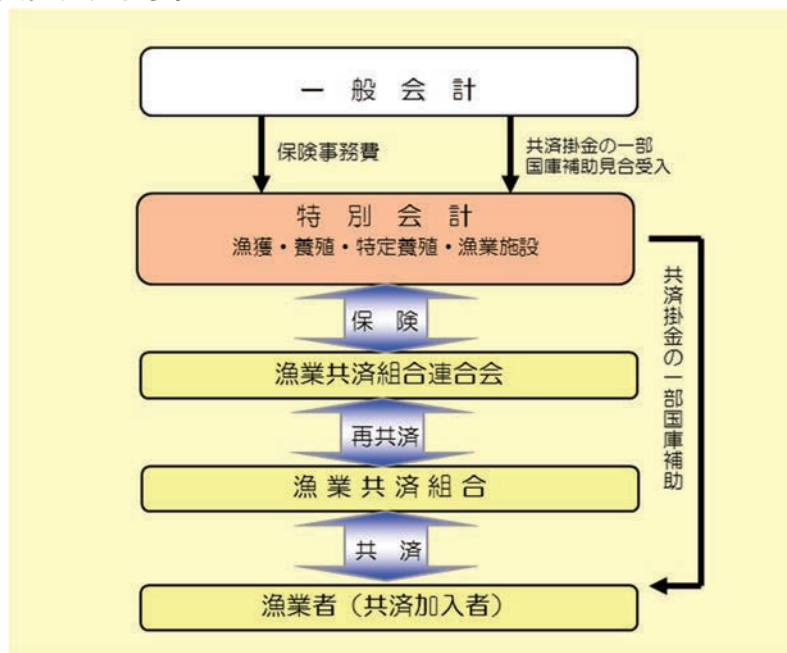 一般会計
保険事務費
共済掛金の一部
国庫補助見合受入
特別会計
漁獲・養殖・特定養殖・漁業施設
保険
漁業共済組合連合会
再共済
漁業共済組合
共済
漁業者（共済加入者）
共済掛金の一部国庫補助